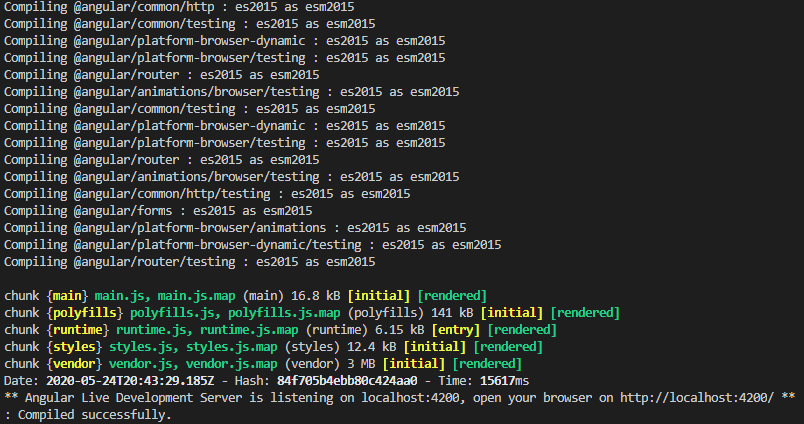 Compiling @angular/common/http : es2015 as esm2015
Compiling @angular/common/testing : es2015 as esm2015
Compiling @angular/platform-browser-dynamic : es2015 as esm2015
Compiling @angular/platform-browser/testing : es2015 as esm2015
Compiling @angular/router : es2015 as esm2015
Compiling @angular/animations/browser/testing : es2015 as esm2015
Compiling @angular/common/testing : es2015 as esm2015
Compiling @angular/platform-browser-dynamic : es2015 as esm2015
Compiling @angular/platform-browser/testing : es2015 as esm2015
Compiling @angular/router : es2015 as esm2015
Compiling @angular/animations/browser/testing : es2015 as esm2015
Compiling @angular/common/http/testing : es2015 as esm2015
Compiling @angular/forms : es2015 as esm2015
Compiling @angular/platform-browser/animations : es2015 as esm2015
Compiling @angular/platform-browser-dynamic/testing : es2015 as esm2015
Compiling @angular/router/testing : es2015 as esm2015
chunk {main} main.js, main.js.map (main) 16.8 kB [initial] [rendered]
chunk {polyfills} polyfills.js, polyfills.js.map (polyfills) 141 kB [initial] [rendered]
chunk {runtime} runtime.js, runtime.js.map (runtime) 6.15 kB [entry] [rendered]
chunk {styles} styles.js, styles.js.map (styles) 12.4 kB [initial] [rendered]
chunk {vendor} vendor.js, vendor.js.map (vendor) 3 MB [initial] [rendered]
Date: 2020-05-24T20:43:29.185Z - Hash: 84f705b4ebb80c424aa0 - Time: 15617ms
** Angular Live Development Server is listening on localhost:4200, open your browser on http://localhost:4200/ **
: Compiled successfully.